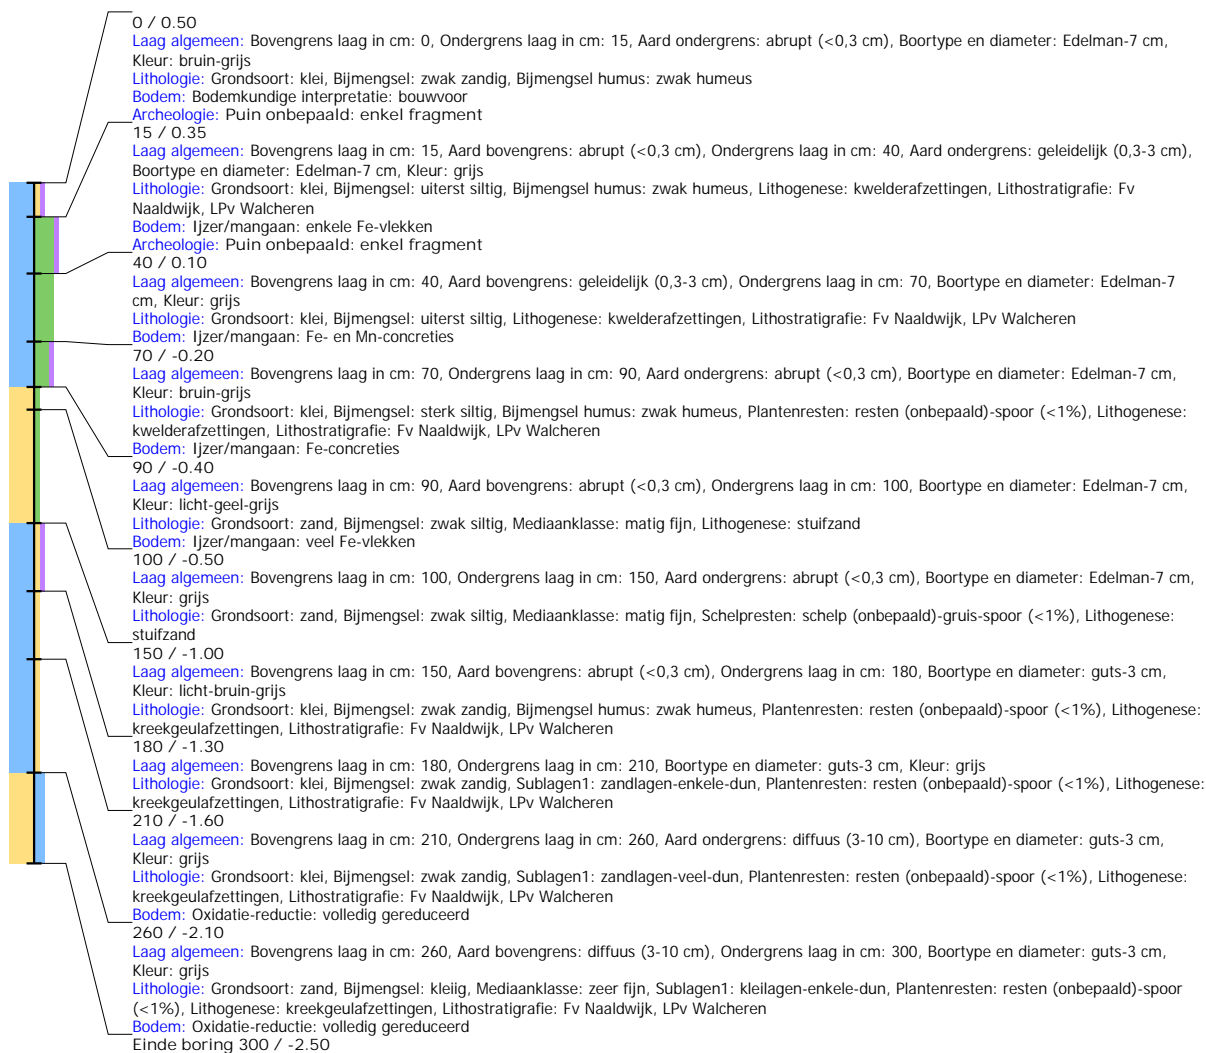 0 / 0.50
Laag algemeen: Bovengrens laag in cm: 0, Ondergrens laag in cm: 15, Aard ondergrens: abrupt (<0,3 cm), Boortype en diameter: Edelman-7 cm,
Kleur: bruin-grijs
Lithologie: Grondsoort: klei, Bijmengsel: zwak zandig, Bijmengsel humus: zwak humeus
Bodem: Bodemkundige interpretatie: bouwvoor
Archeologie: Puin onbepaald: enkel fragment
15 / 0.35
Laag algemeen: Bovengrens laag in cm: 15, Aard bovengrens: abrupt (<0,3 cm), Ondergrens laag in cm: 40, Aard ondergrens: geleidelijk (0,3-3 cm),
Boortype en diameter: Edelman-7 cm, Kleur: grijs
Lithologie: Grondsoort: klei, Bijmengsel: uiterst siltig, Bijmengsel humus: zwak humeus, Lithogenese: kwelderafzettingen, Lithostratigrafie: Fv
Naaldwijk, LPv Walcheren
Bodem: Ijzer/mangaan: enkele Fe-vlekken
Archeologie: Puin onbepaald: enkel fragment
40 / 0.10
Laag algemeen: Bovengrens laag in cm: 40, Aard bovengrens: geleidelijk (0,3-3 cm), Ondergrens laag in cm: 70, Boortype en diameter: Edelman-7
cm, Kleur: grijs
Lithologie: Grondsoort: klei, Bijmengsel: uiterst siltig, Lithogenese: kwelderafzettingen, Lithostratigrafie: Fv Naaldwijk, LPv Walcheren
Bodem: Ijzer/mangaan: Fe- en Mn-concreties
70 / -0.20
Laag algemeen: Bovengrens laag in cm: 70, Ondergrens laag in cm: 90, Aard ondergrens: abrupt (<0,3 cm), Boortype en diameter: Edelman-7 cm,
Kleur: bruin-grijs
Lithologie: Grondsoort: klei, Bijmengsel: sterk siltig, Bijmengsel humus: zwak humeus, Plantenresten: resten (onbepaald)-spoor (<1%), Lithogenese:
kwelderafzettingen, Lithostratigrafie: Fv Naaldwijk, LPv Walcheren
Bodem: Ijzer/mangaan: Fe-concreties
90 / -0.40
Laag algemeen: Bovengrens laag in cm: 90, Aard bovengrens: abrupt (<0,3 cm), Ondergrens laag in cm: 100, Boortype en diameter: Edelman-7 cm,
Kleur: licht-geel-grijs
Lithologie: Grondsoort: zand, Bijmengsel: zwak siltig, Mediaanklasse: matig fijn, Lithogenese: stuifzand
Bodem: Ijzer/mangaan: veel Fe-vlekken
100 / -0.50
Laag algemeen: Bovengrens laag in cm: 100, Ondergrens laag in cm: 150, Aard ondergrens: abrupt (<0,3 cm), Boortype en diameter: Edelman-7 cm,
Kleur: grijs
Lithologie: Grondsoort: zand, Bijmengsel: zwak siltig, Mediaanklasse: matig fijn, Schelpresten: schelp (onbepaald)-gruis-spoor (<1%), Lithogenese:
stuifzand
150 / -1.00
Laag algemeen: Bovengrens laag in cm: 150, Aard bovengrens: abrupt (<0,3 cm), Ondergrens laag in cm: 180, Boortype en diameter: guts-3 cm,
Kleur: licht-bruin-grijs
Lithologie: Grondsoort: klei, Bijmengsel: zwak zandig, Bijmengsel humus: zwak humeus, Plantenresten: resten (onbepaald)-spoor (<1%), Lithogenese:
kreekgeulafzettingen, Lithostratigrafie: Fv Naaldwijk, LPv Walcheren
180 / -1.30
Laag algemeen: Bovengrens laag in cm: 180, Ondergrens laag in cm: 210, Boortype en diameter: guts-3 cm, Kleur: grijs
Lithologie: Grondsoort: klei, Bijmengsel: zwak zandig, Sublagen1: zandlagen-enkele-dun, Plantenresten: resten (onbepaald)-spoor (<1%), Lithogenese:
kreekgeulafzettingen, Lithostratigrafie: Fv Naaldwijk, LPv Walcheren
210 / -1.60
Laag algemeen: Bovengrens laag in cm: 210, Ondergrens laag in cm: 260, Aard ondergrens: diffuus (3-10 cm), Boortype en diameter: guts-3 cm,
Kleur: grijs
Lithologie: Grondsoort: klei, Bijmengsel: zwak zandig, Sublagen1: zandlagen-veel-dun, Plantenresten: resten (onbepaald)-spoor (<1%), Lithogenese:
kreekgeulafzettingen, Lithostratigrafie: Fv Naaldwijk, LPv Walcheren
Bodem: Oxidatie-reductie: volledig gereduceerd
260 / -2.10
Laag algemeen: Bovengrens laag in cm: 260, Aard bovengrens: diffuus (3-10 cm), Ondergrens laag in cm: 300, Boortype en diameter: guts-3 cm,
Kleur: grijs
Lithologie: Grondsoort: zand, Bijmengsel: kleiig, Mediaanklasse: zeer fijn, Sublagen1: kleilagen-enkele-dun, Plantenresten: resten (onbepaald)-spoor
(<1%), Lithogenese: kreekgeulafzettingen, Lithostratigrafie: Fv Naaldwijk, LPv Walcheren
Bodem: Oxidatie-reductie: volledig gereduceerd
Einde boring 300 / -2.50